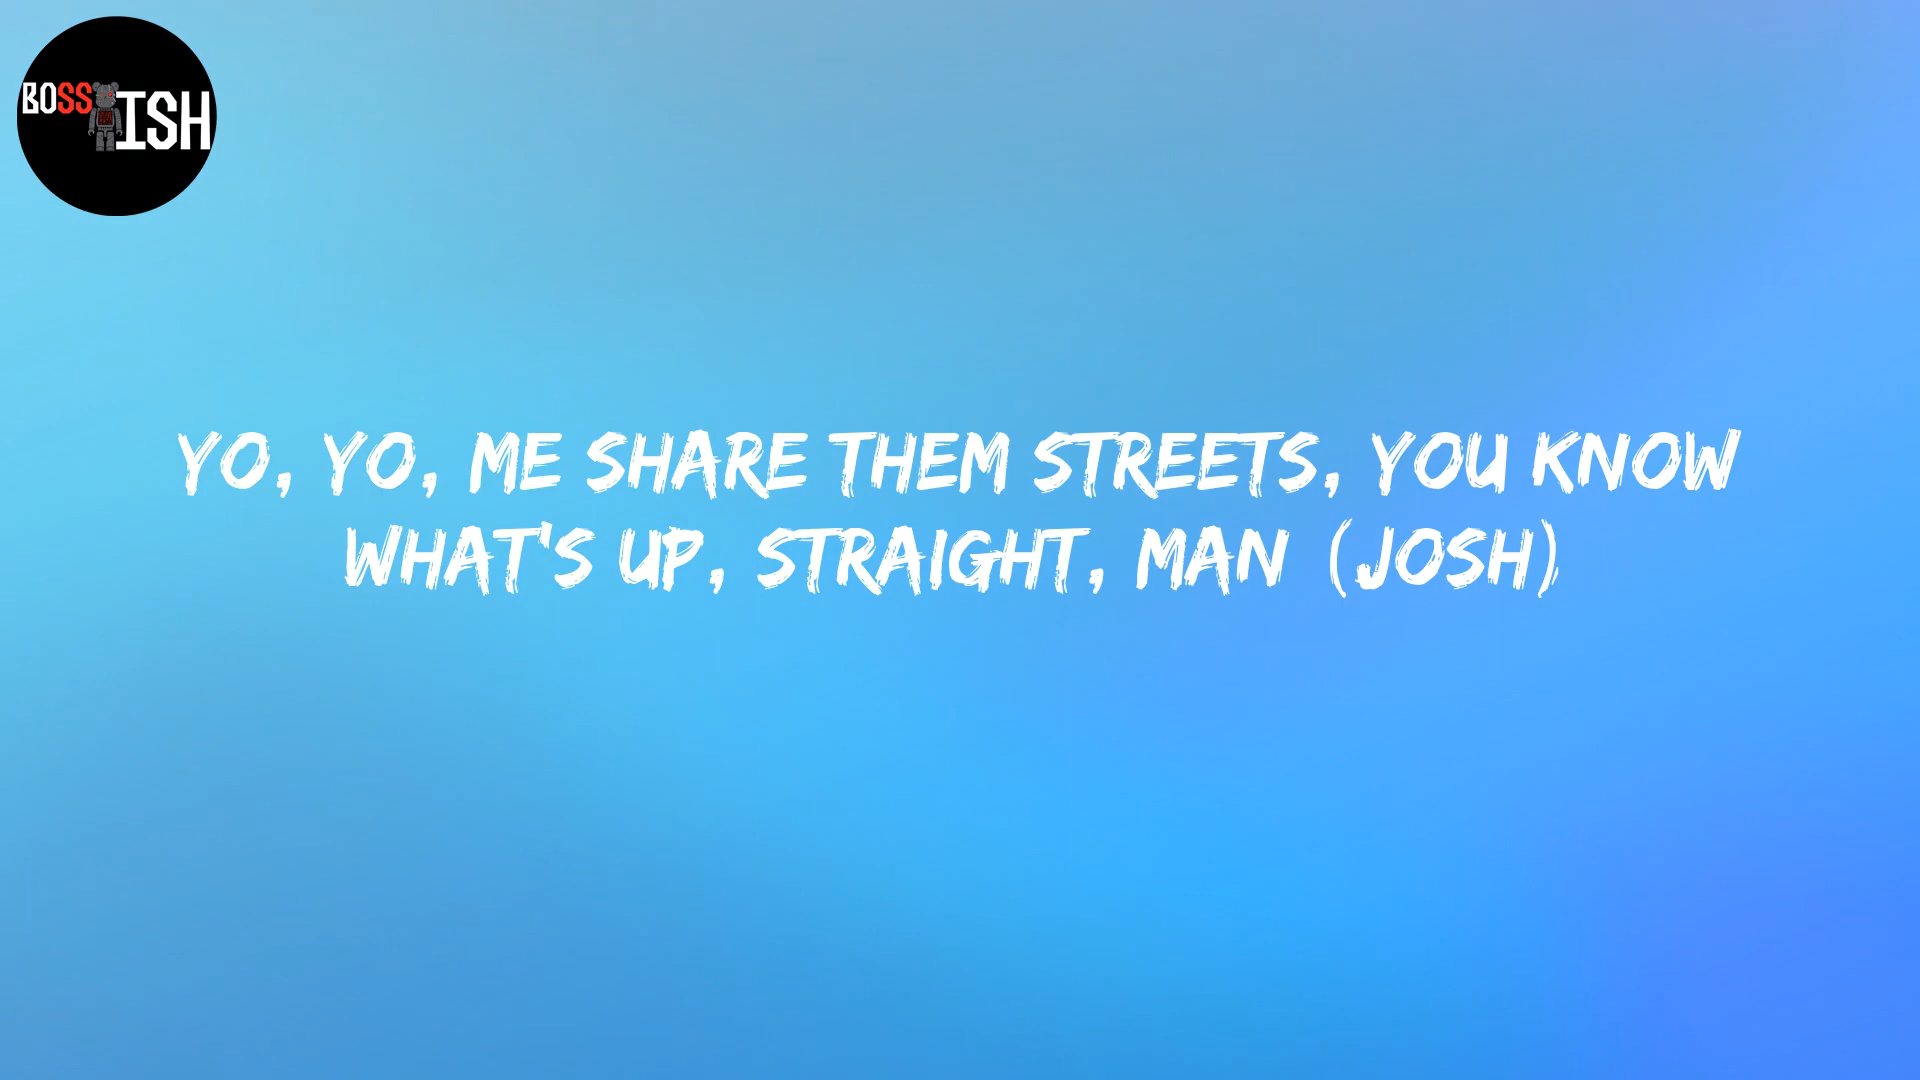 BOSS ISH
YO, YO, ME SHARE THEM STREETS, YOU KNOW
WHAT'S UP, STRAIGHT, MAN (JOSH)